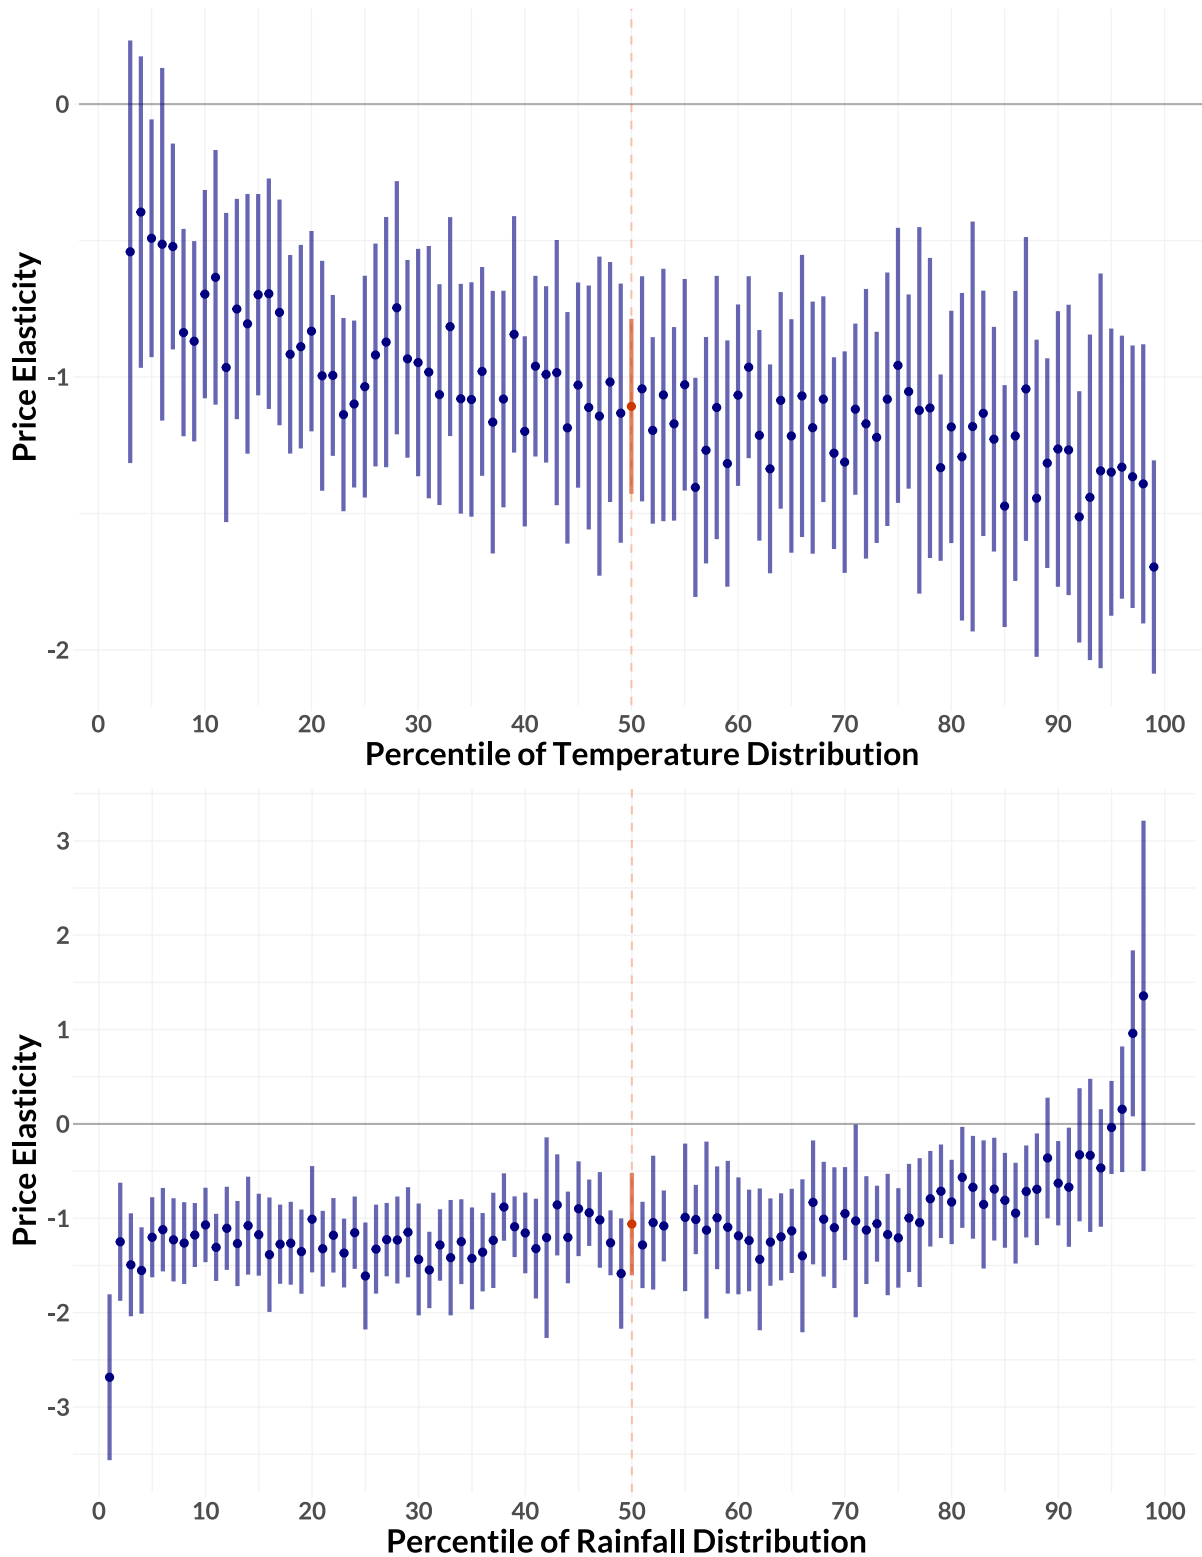 Price Elasticity
0
-1
-2
0 10 20 30 40 50 60 70 80 90 100
Percentile of Temperature Distribution
Price Elasticity
3
2
1
0
-1
-2
-3
0 10 20 30 40 50 60 70 80 90 100
Percentile of Rainfall Distribution